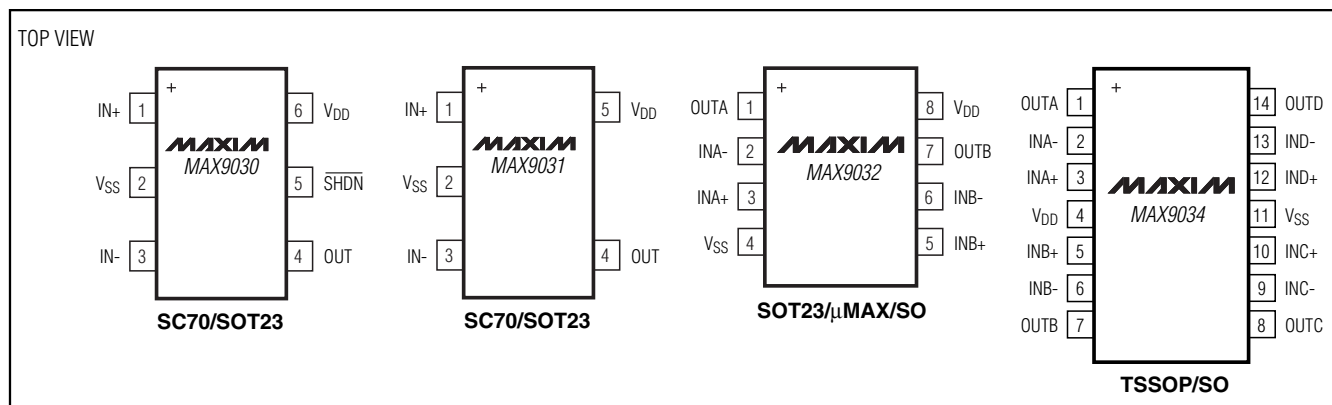 TOP VIEW
+
IN+ 1
6 VDD
MAXIM
MAX9030
VSS 2
5 SHDN
IN- 3
4 OUT
SC70/SOT23
+
IN+ 1
5 VDD
MAXIM
MAX9031
VSS 2
IN- 3
4 OUT
SC70/SOT23
+
OUTA 1
8 VDD
MAXIM
MAX9032
INA- 2
7 OUTB
INA+ 3
6 INB-
VSS 4
5 INB+
SOT23/μMAX/SO
+
OUTA 1
14 OUTD
INA- 2
13 IND-
INA+ 3
12 IND+
MAXIM
MAX9034
VDD 4
11 VSS
INB+ 5
10 INC+
INB- 6
9 INC-
OUTB 7
8 OUTC
TSSOP/SO